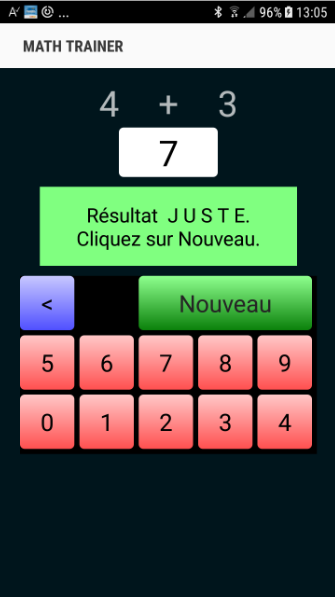 96% 13:05
MATH TRAINER
4 + 3
7
Résultat J U S T E.
Cliquez sur Nouveau.
< Nouveau
5 6 7 8 9
0 1 2 3 4